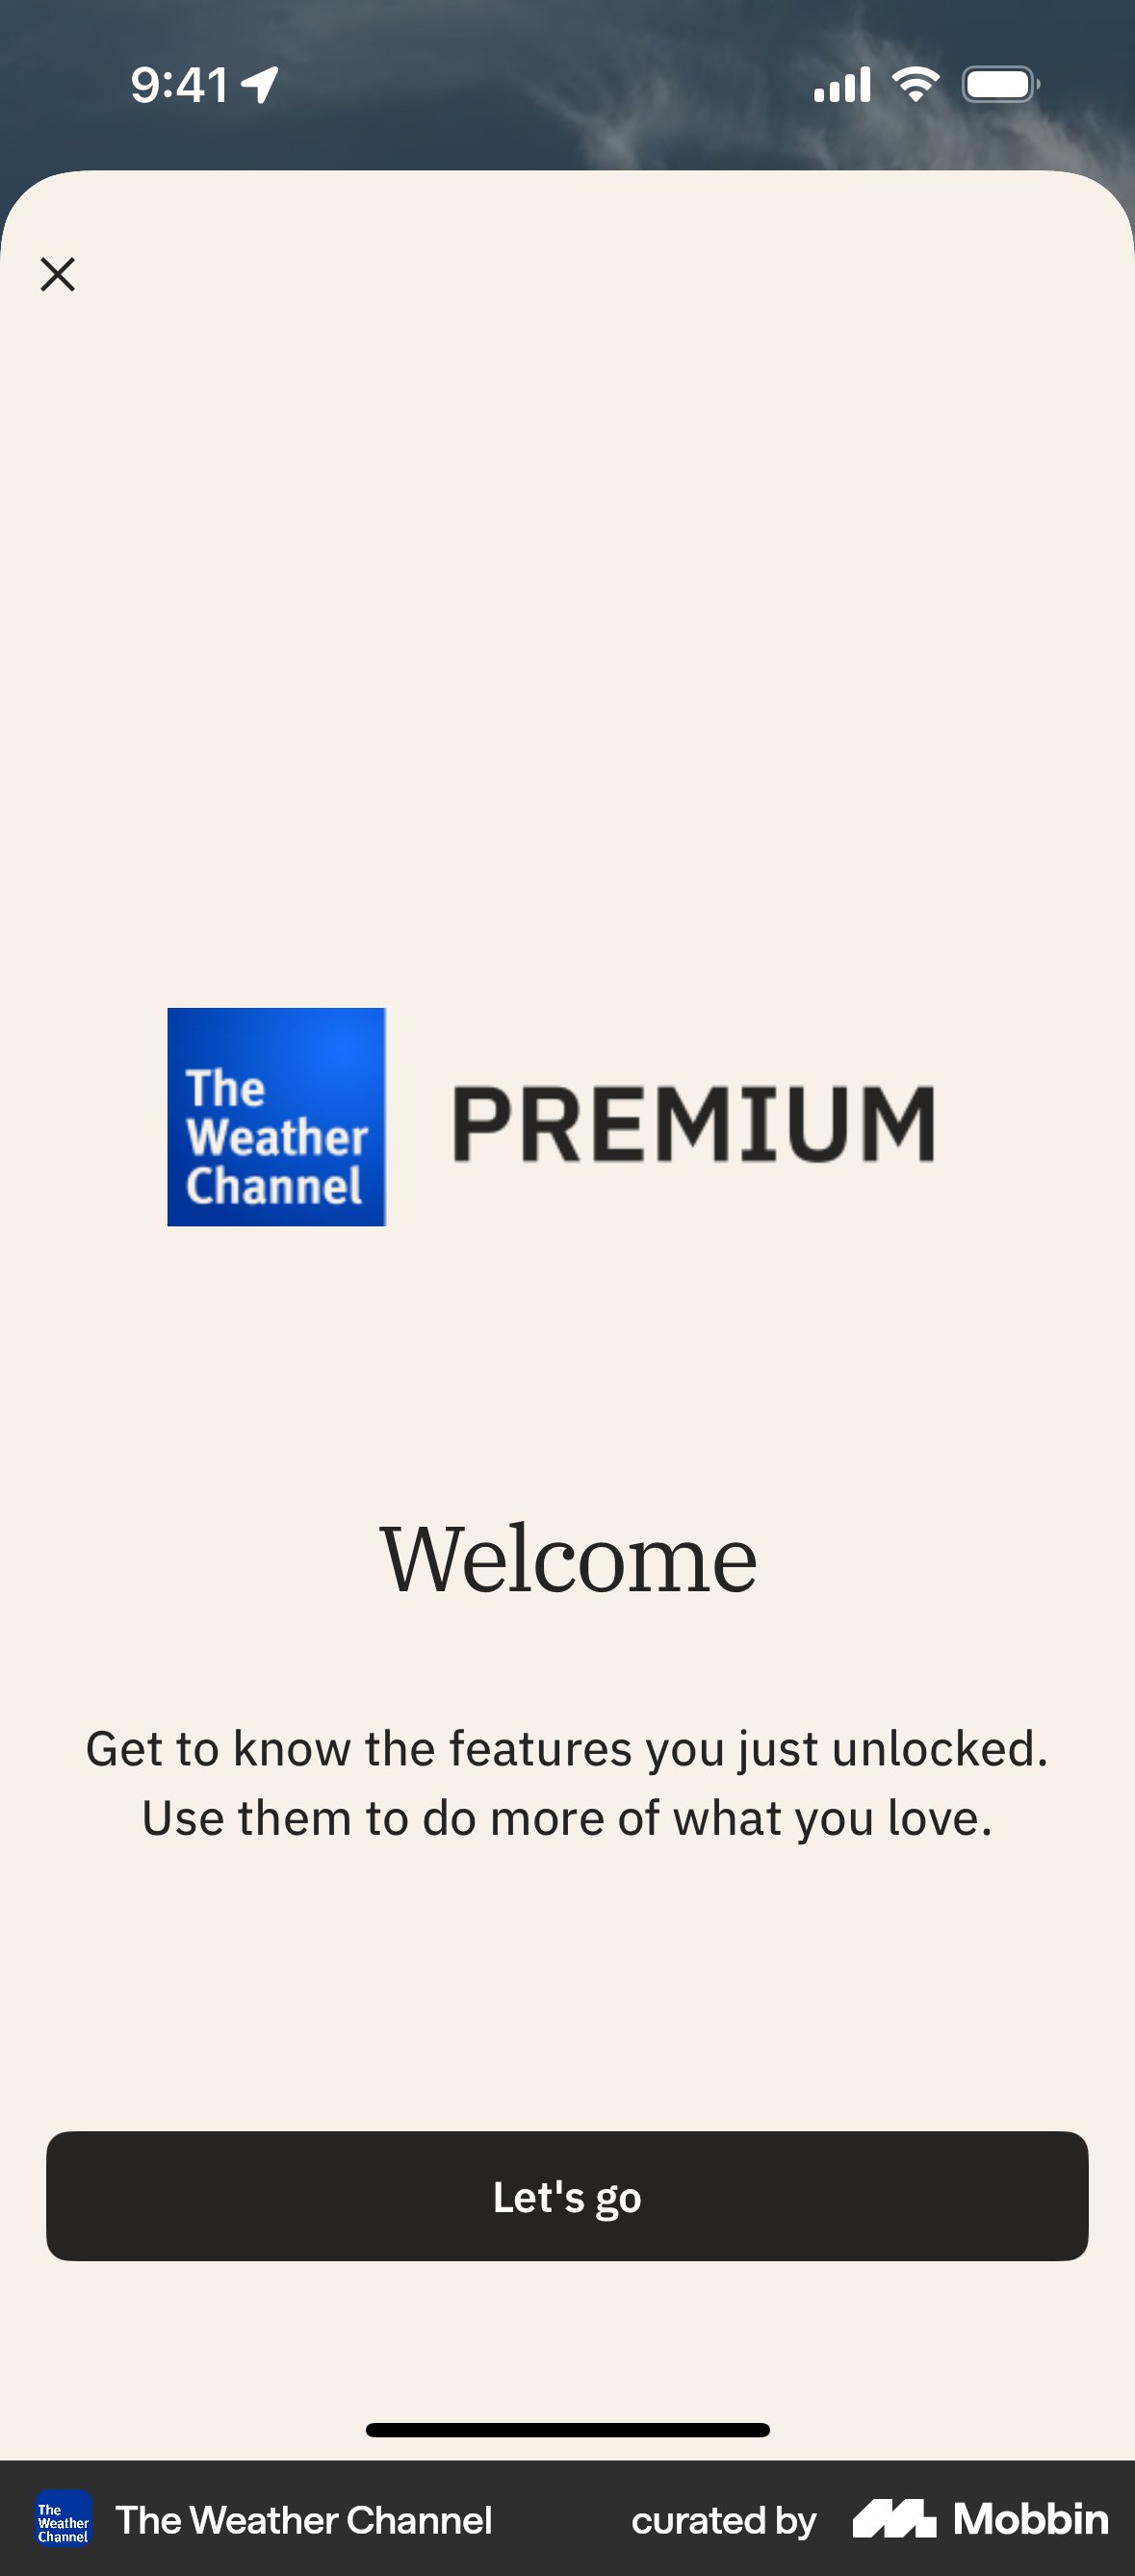 9:41
The
Weather
Channel
PREMIUM
Welcome
Get to know the features you just unlocked.
Use them to do more of what you love.
Let's go
The
Weather
Channel
The Weather Channel
curated by
Mobbin